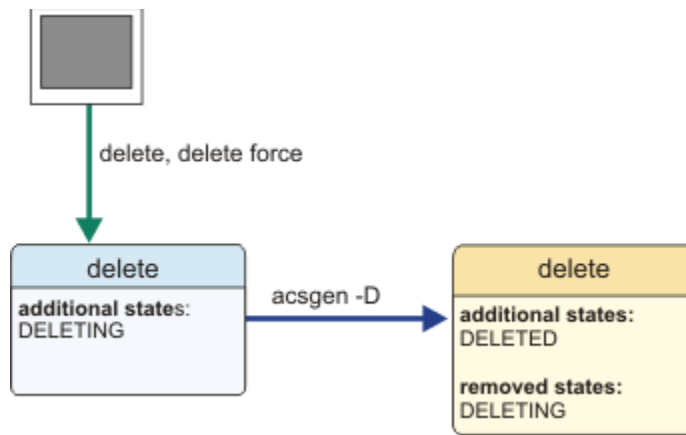 delete, delete force
delete
additional states:
DELETING
acsgen -D
delete
additional states:
DELETED
removed states:
DELETING